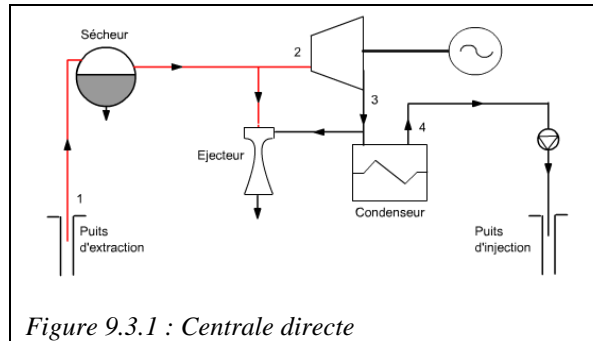 Sécheur
2
3
4
Ejecteur
1
Condenseur
Puits
d'extraction
Puits
d'injection
Figure 9.3.1 : Centrale directe